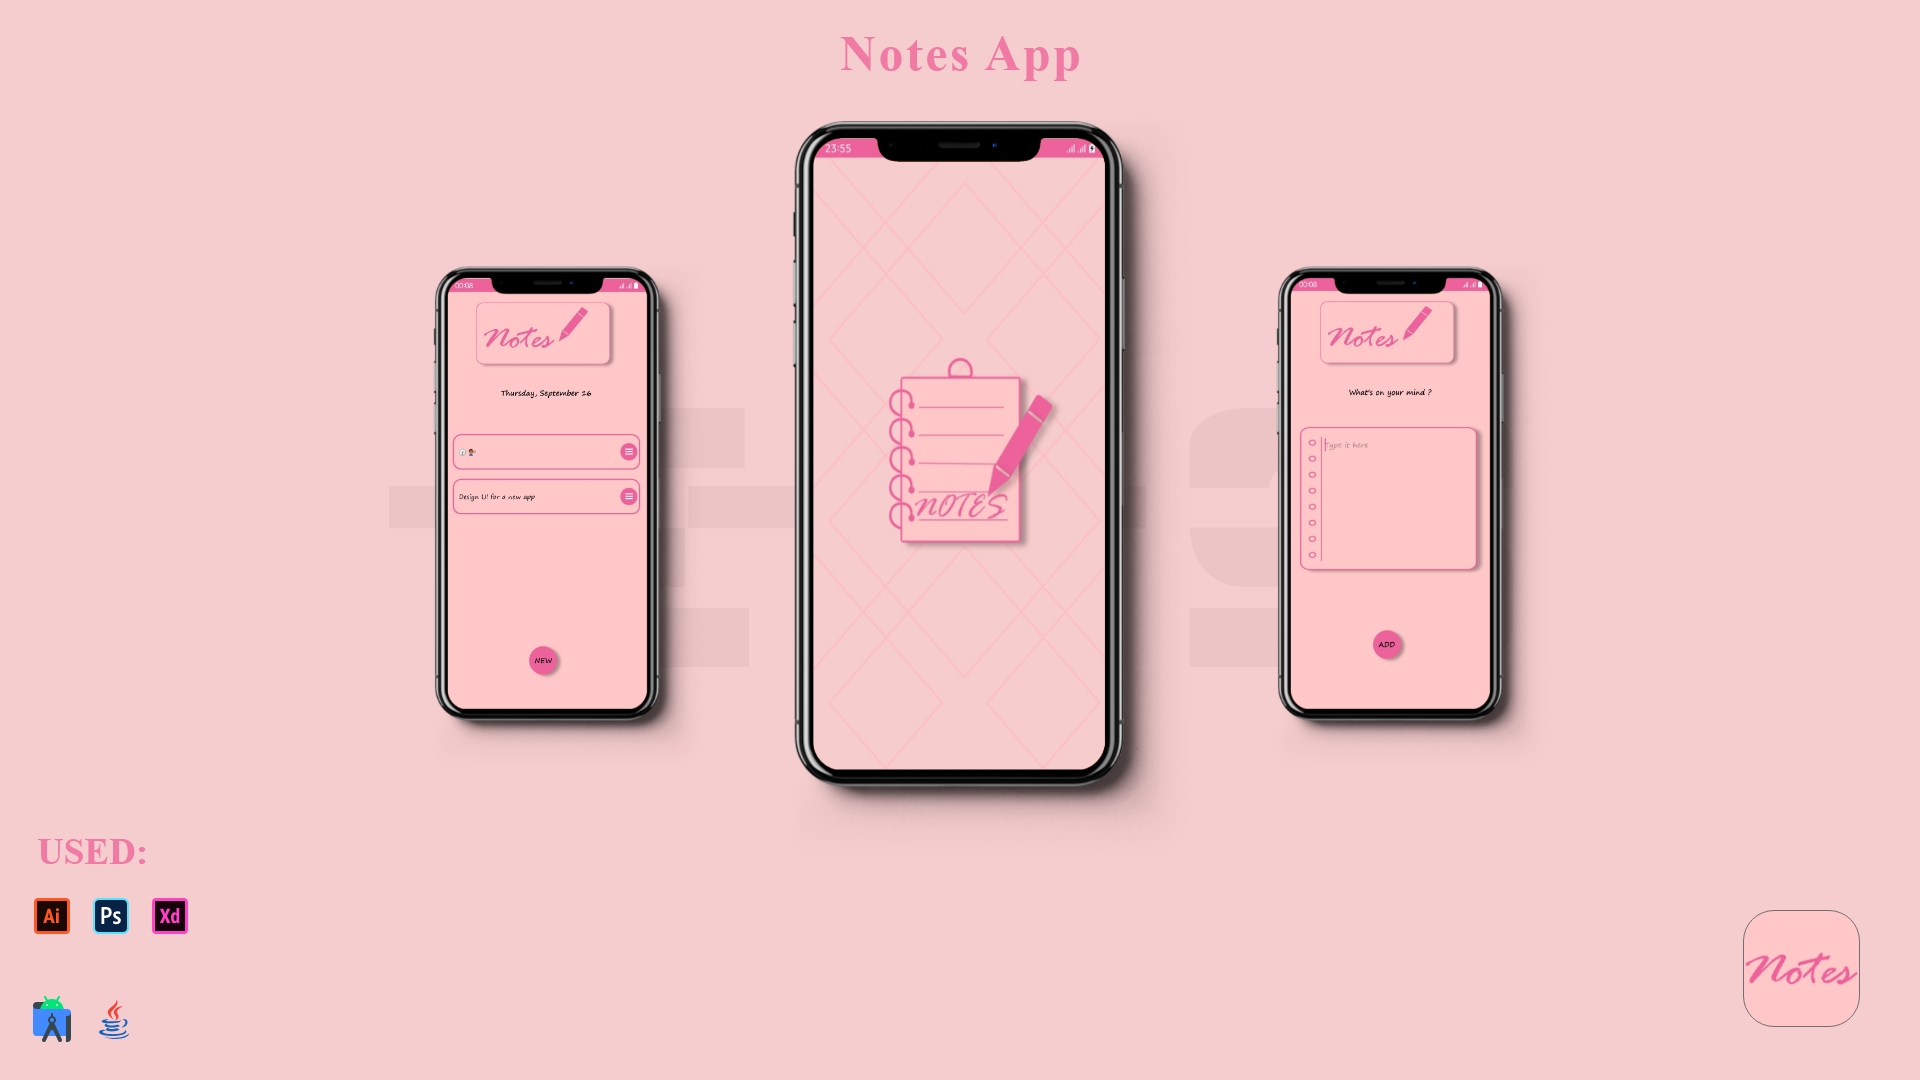 Notes App
23:55
NOTES
00:08
Notes
Thursday, September 26
Design UI for a new app
NEW
00:08
Notes
What's on your mind ?
Type it here
ADD
USED:
Ai
Ps
Xd
Notes